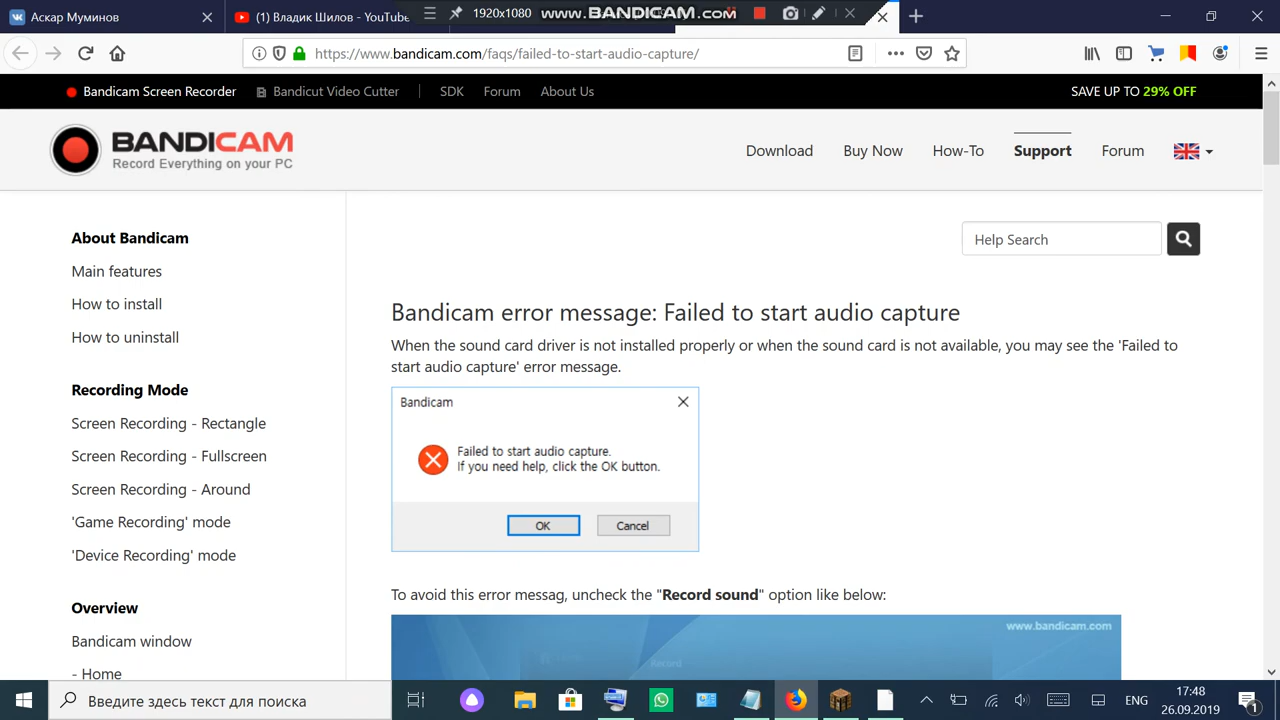 Аскар Муминов
(1) Владик Шилов - YouTube
1920x1080
www.BANDICAM.com
https://www.bandicam.com/faqs/failed-to-start-audio-capture/
Bandicam Screen Recorder
Bandicut Video Cutter
SDK
Forum
About Us
SAVE UP TO 29% OFF
BANDICAM
Record Everything on your PC
Download
Buy Now
How-To
Support
Forum
About Bandicam
Main features
How to install
How to uninstall
Recording Mode
Screen Recording - Rectangle
Screen Recording - Fullscreen
Screen Recording - Around
'Game Recording' mode
'Device Recording' mode
Overview
Bandicam window
- Home
Help Search
Bandicam error message: Failed to start audio capture
When the sound card driver is not installed properly or when the sound card is not available, you may see the 'Failed to
start audio capture' error message.
Bandicam
Failed to start audio capture.
If you need help, click the OK button.
OK
Cancel
To avoid this error messag, uncheck the "Record sound" option like below:
www.bandicam.com
Record
Введите здесь текст для поиска
ENG
17:48
26.09.2019
1